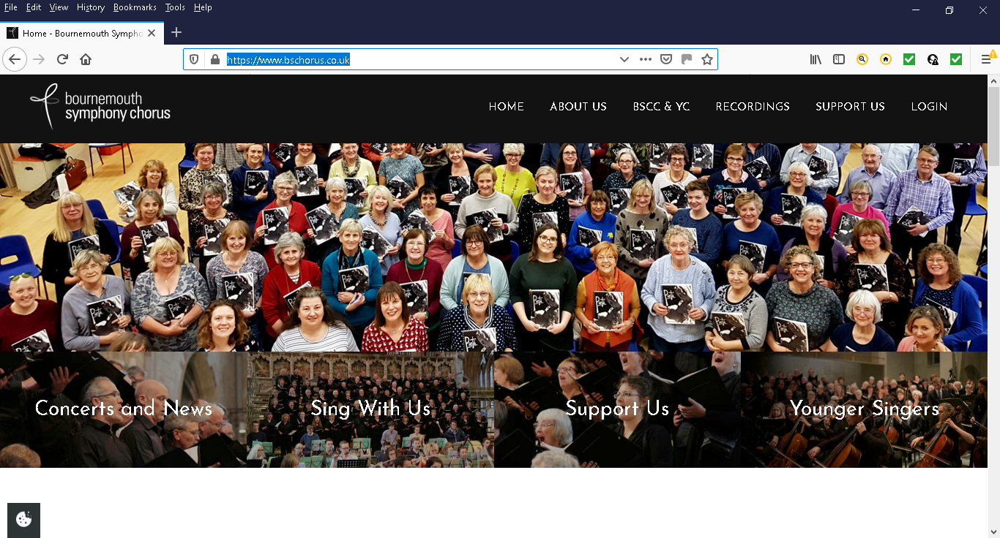 File Edit View History Bookmarks Tools Help
Home - Bournemouth Sympho
https://www.bschorus.co.uk
bournemouth
symphony chorus
HOME ABOUT US BSCC & YC RECORDINGS SUPPORT US LOGIN
Concerts and News Sing With Us Support Us Younger Singers